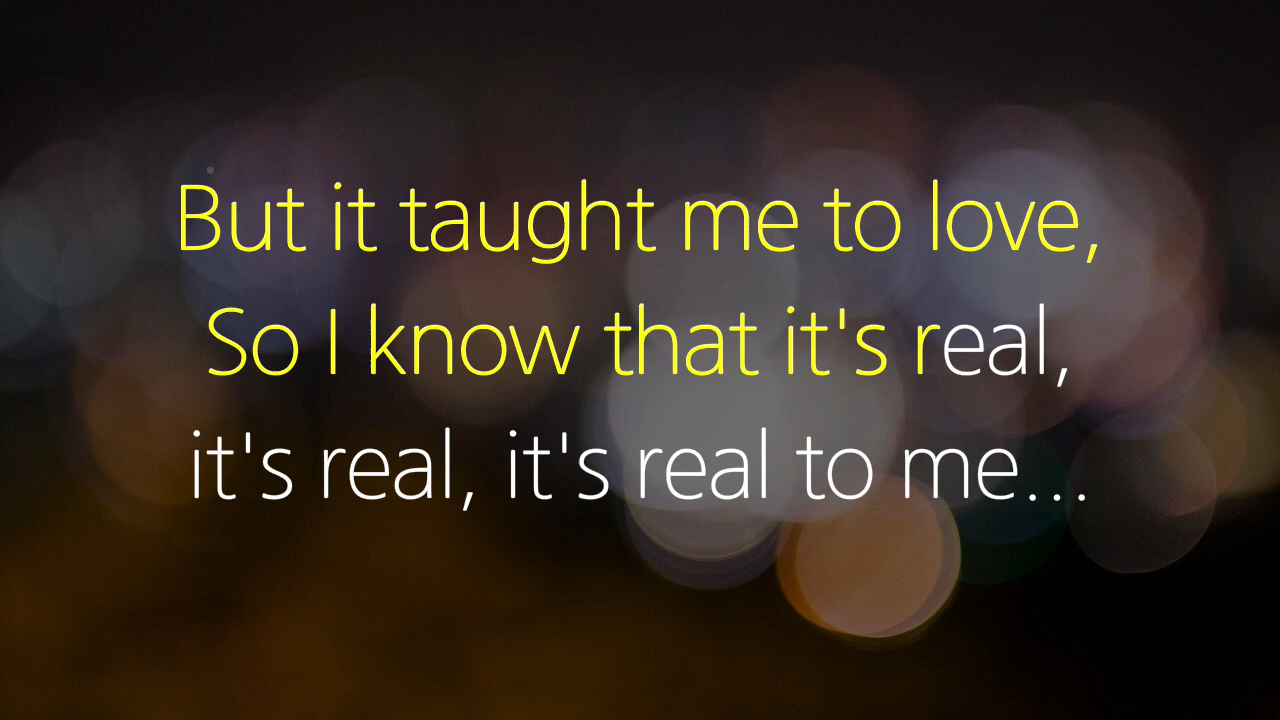 But it taught me to love,
So I know that it's real,
it's real, it's real to me...